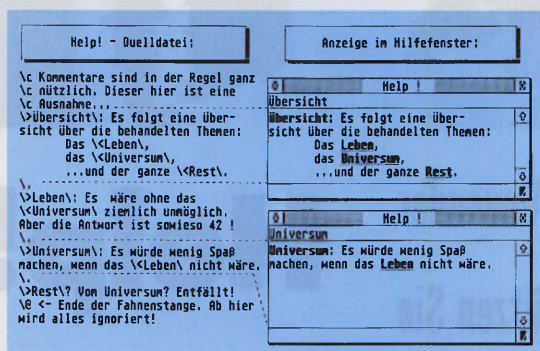 Help! - Quelldatei:
\c Kommentare sind in der Regel ganz
\c nützlich. Dieser hier ist eine
\c Ausnahme...
\>Übersicht\: Es folgt eine Über-
sicht über die behandelten Themen:
Das \<Leben\,
das \<Universum\,
...und der ganze \<Rest\.
\.
\>Leben\: Es wäre ohne das
\<Universum\ ziemlich unmöglich.
Aber die Antwort ist sowieso 42 !
\.
\>Universum\: Es würde wenig Spaß
machen, wenn das \<Leben\ nicht wäre.
\.
\>Rest\? Vom Universum? Entfällt!
\@ <- Ende der Fahnenstange. Ab hier
wird alles ignoriert!
Anzeige im Hilfefenster:
Help !
Übersicht
Übersicht: Es folgt eine Über-
sicht über die behandelten Themen:
Das Leben,
das Universum,
...und der ganze Rest.
Help !
Universum
Universum: Es würde wenig Spaß
machen, wenn das Leben nicht wäre.